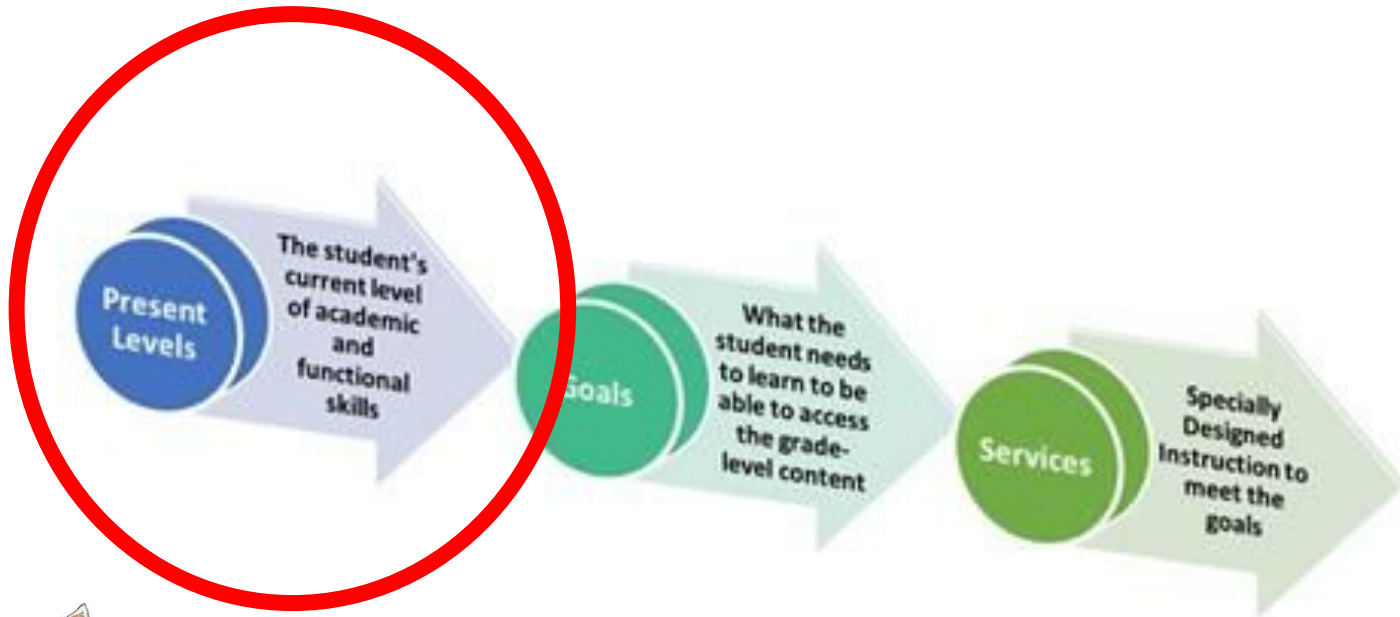 Present
Levels
The student's
current level
of academic
and
functional
skills
Goals
What the
student needs
to learn to be
able to access
the grade-
level content
Services
Specially
Designed
Instruction to
meet the
goals